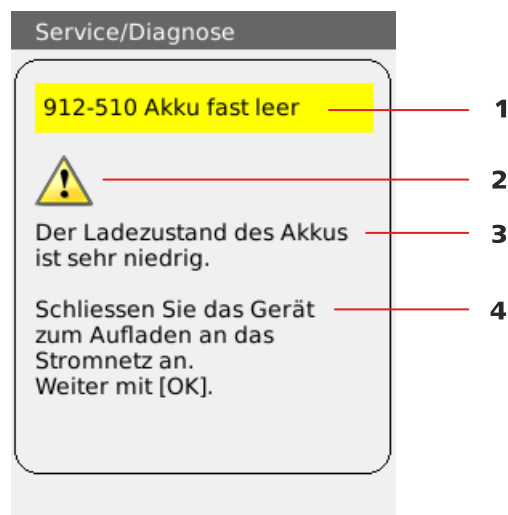 Service/Diagnose
912-510 Akku fast leer
1
2
Der Ladezustand des Akkus
3
ist sehr niedrig.
Schliessen Sie das Gerät
4
zum Aufladen an das
Stromnetz an.
Weiter mit [OK].